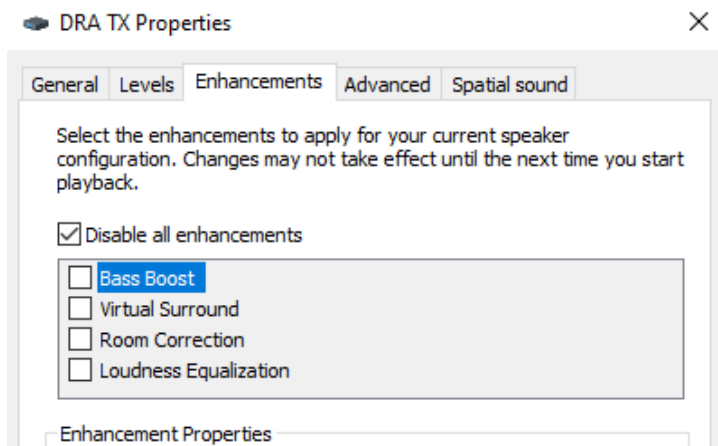 DRA TX Properties
General Levels Enhancements Advanced Spatial sound
Select the enhancements to apply for your current speaker
configuration. Changes may not take effect until the next time you start
playback.
Disable all enhancements
Bass Boost
Virtual Surround
Room Correction
Loudness Equalization
Enhancement Properties